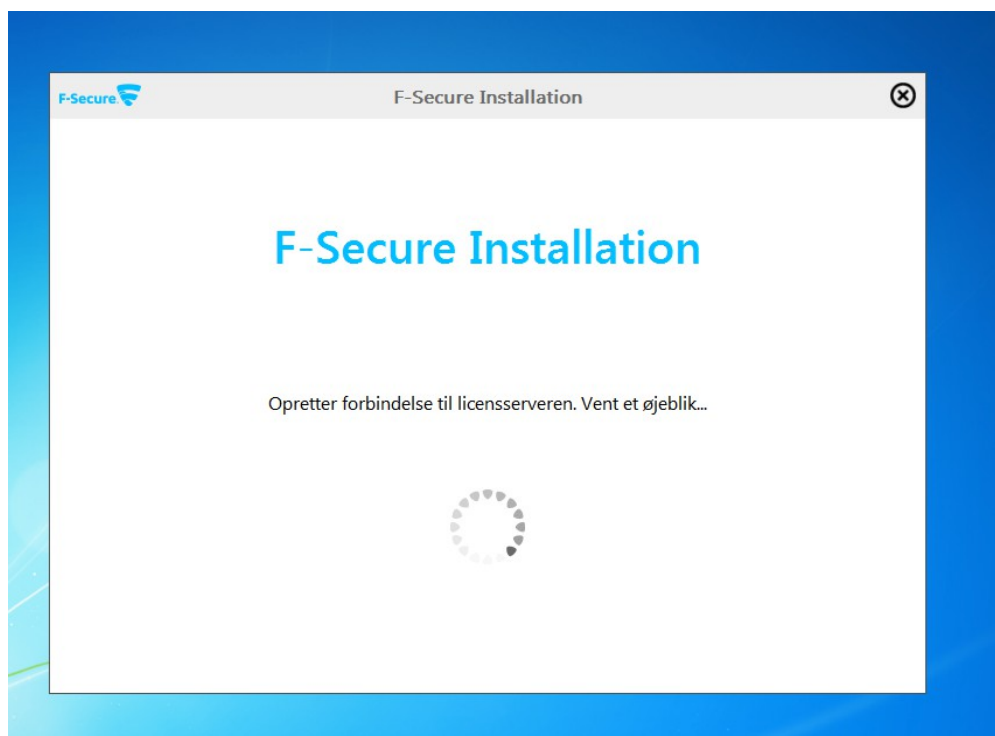 F-Secure.
F-Secure Installation
F-Secure Installation
Opretter forbindelse til licensserveren. Vent et øjeblik...